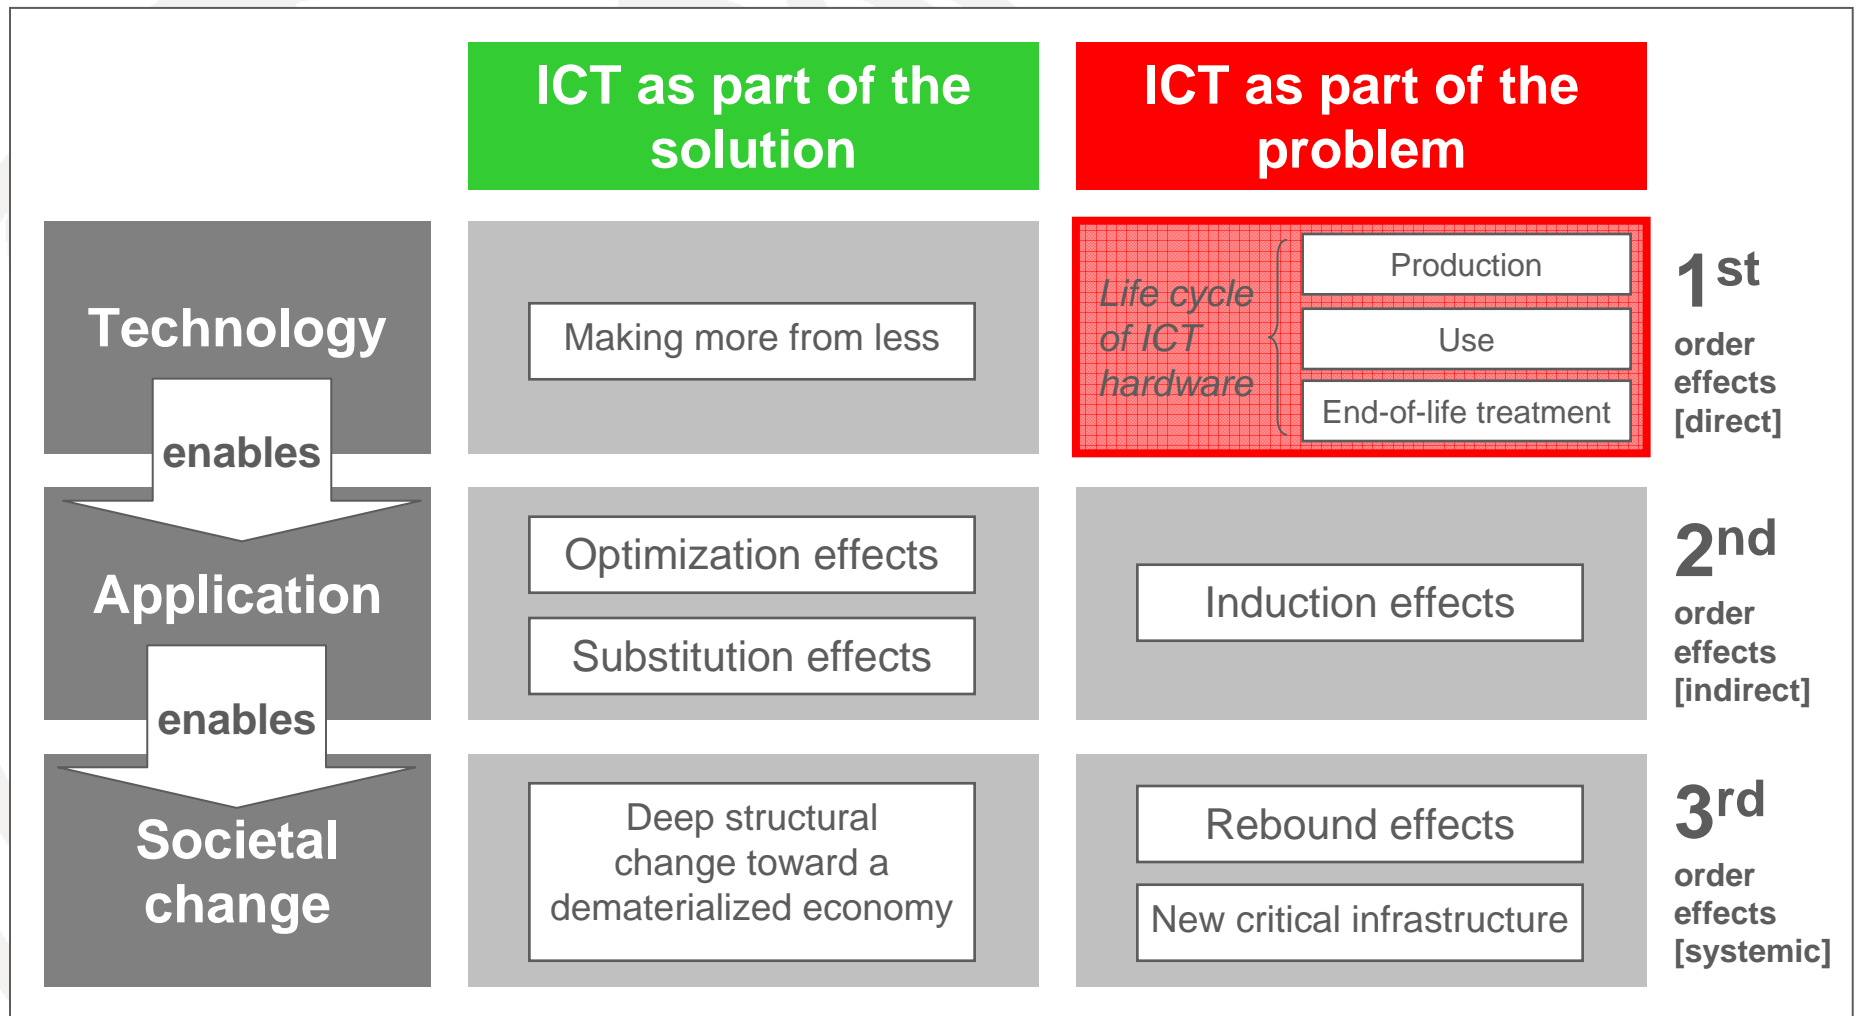 ICT as part of the
solution
ICT as part of the
problem
Technology
enables
Making more from less
Life cycle
of ICT
hardware
Production
Use
End-of-life treatment
1st
order
effects
[direct]
Application
enables
Optimization effects
Substitution effects
Induction effects
2nd
order
effects
[indirect]
Societal
change
Deep structural
change toward a
dematerialized economy
Rebound effects
New critical infrastructure
3rd
order
effects
[systemic]